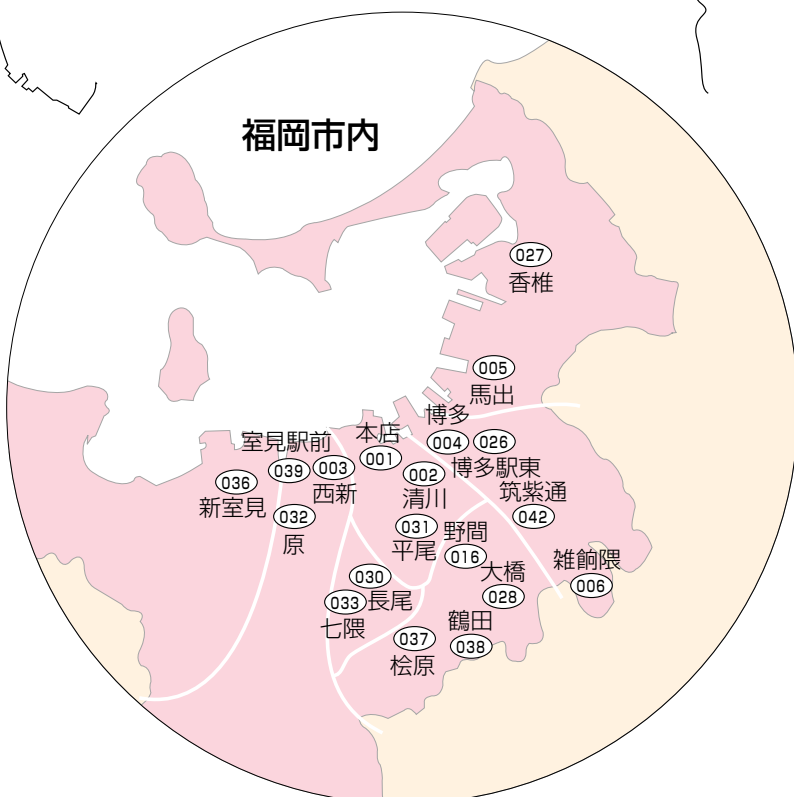 福岡市内
027
香椎
005
馬出
博多
004
026
博多駅東
本店
001
室見駅前
039
003
西新
002
清川
036
新室見
032
原
筑紫通
042
031
平尾
野間
016
雑餉隈
006
大橋
028
030
長尾
033
七隈
鶴田
038
037
桧原